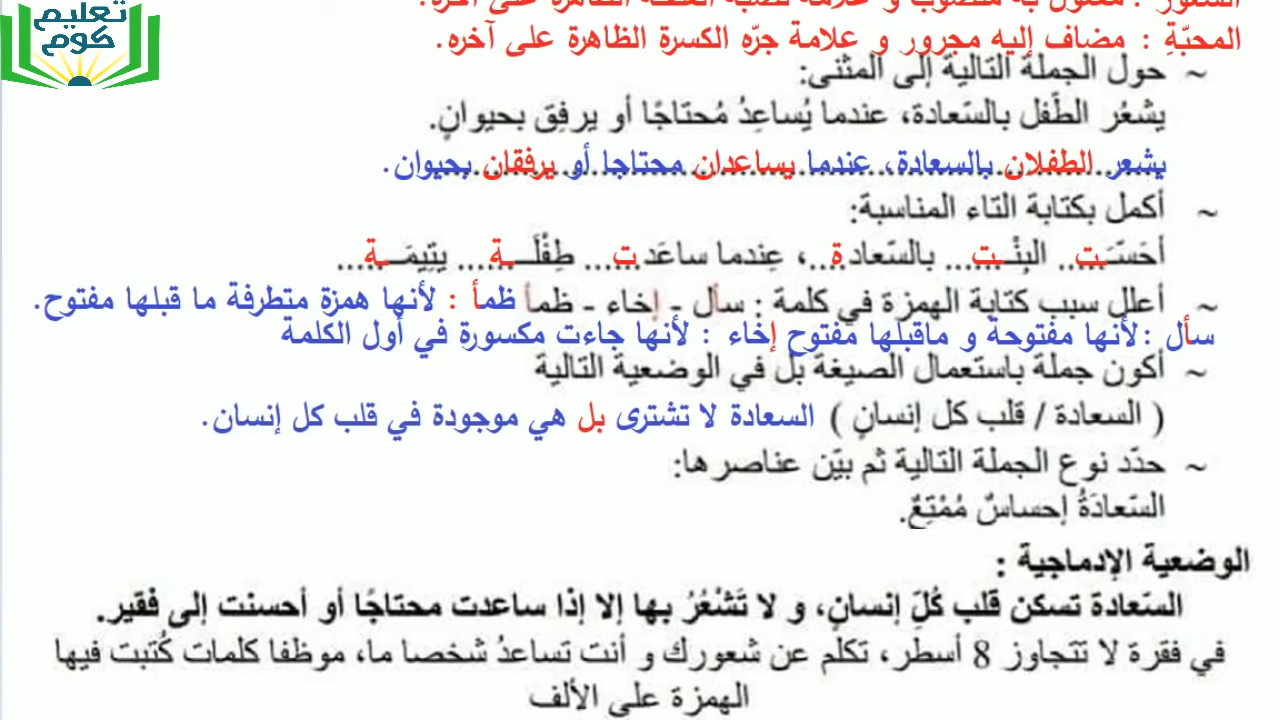 تعليم
كوم
المحبّةِ : مضاف إليه مجرور و علامة جرّه الكسرة الظاهرة على آخره.
~ حول الجملة التالية إلى المثنى:
يشعُر الطّفل بالسّعادة، عندما يُساعِدُ مُحتاجًا أو يرفِق بحيوانٍ.
يشعر الطفلان بالسعادة، عندما يساعدان محتاجا أو يرفقان بحيوان.
~ أكمل بكتابة التاء المناسبة:
أحَسّـَـت.... البِنْـــت...... بالسّعادة....، عِندما ساعَدت.... طِفْلَــــة...... يتِيمَـــة.....
~ أعلل سبب كتابة الهمزة في كلمة : سأل - إخاء - ظمأ ظمأ : لأنها همزة متطرفة ما قبلها مفتوح.
سأل :لأنها مفتوحة و ماقبلها مفتوح إخاء : لأنها جاءت مكسورة في أول الكلمة
~ أكون جملة باستعمال الصيغة بل في الوضعية التالية
( السعادة / قلب كل إنسانٍ ) السعادة لا تشترى بل هي موجودة في قلب كل إنسان.
~ حدّد نوع الجملة التالية ثم بيّن عناصرها:
السّعادَةُ إحساسٌ مُمْتِعٌ.
الوضعية الإدماجية :
السّعادة تسكن قلب كُلّ إنسانٍ، و لا تَشْعُرُ بها إلا إذا ساعدت محتاجًا أو أحسنت إلى فقير.
في فقرة لا تتجاوز 8 أسطر، تكلّم عن شعورك و أنت تساعدُ شخصا ما، موظفا كلمات كُتبت فيها
الهمزة على الألف